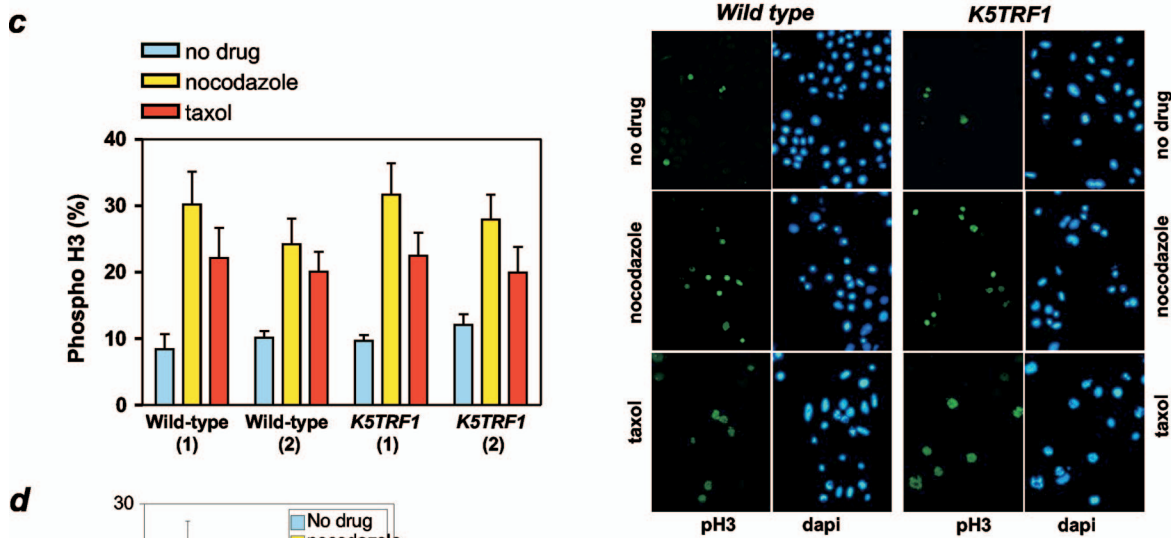 c
no drug
nocodazole
taxol
Phospho H3 (%)
40
30
20
10
0
Wild-type
(1)
Wild-type
(2)
K5TRF1
(1)
K5TRF1
(2)
Wild type
K5TRF1
no drug
no drug
nocodazole
nocodazole
taxol
taxol
pH3
dapi
pH3
dapi
d
30
No drug
nocodazole